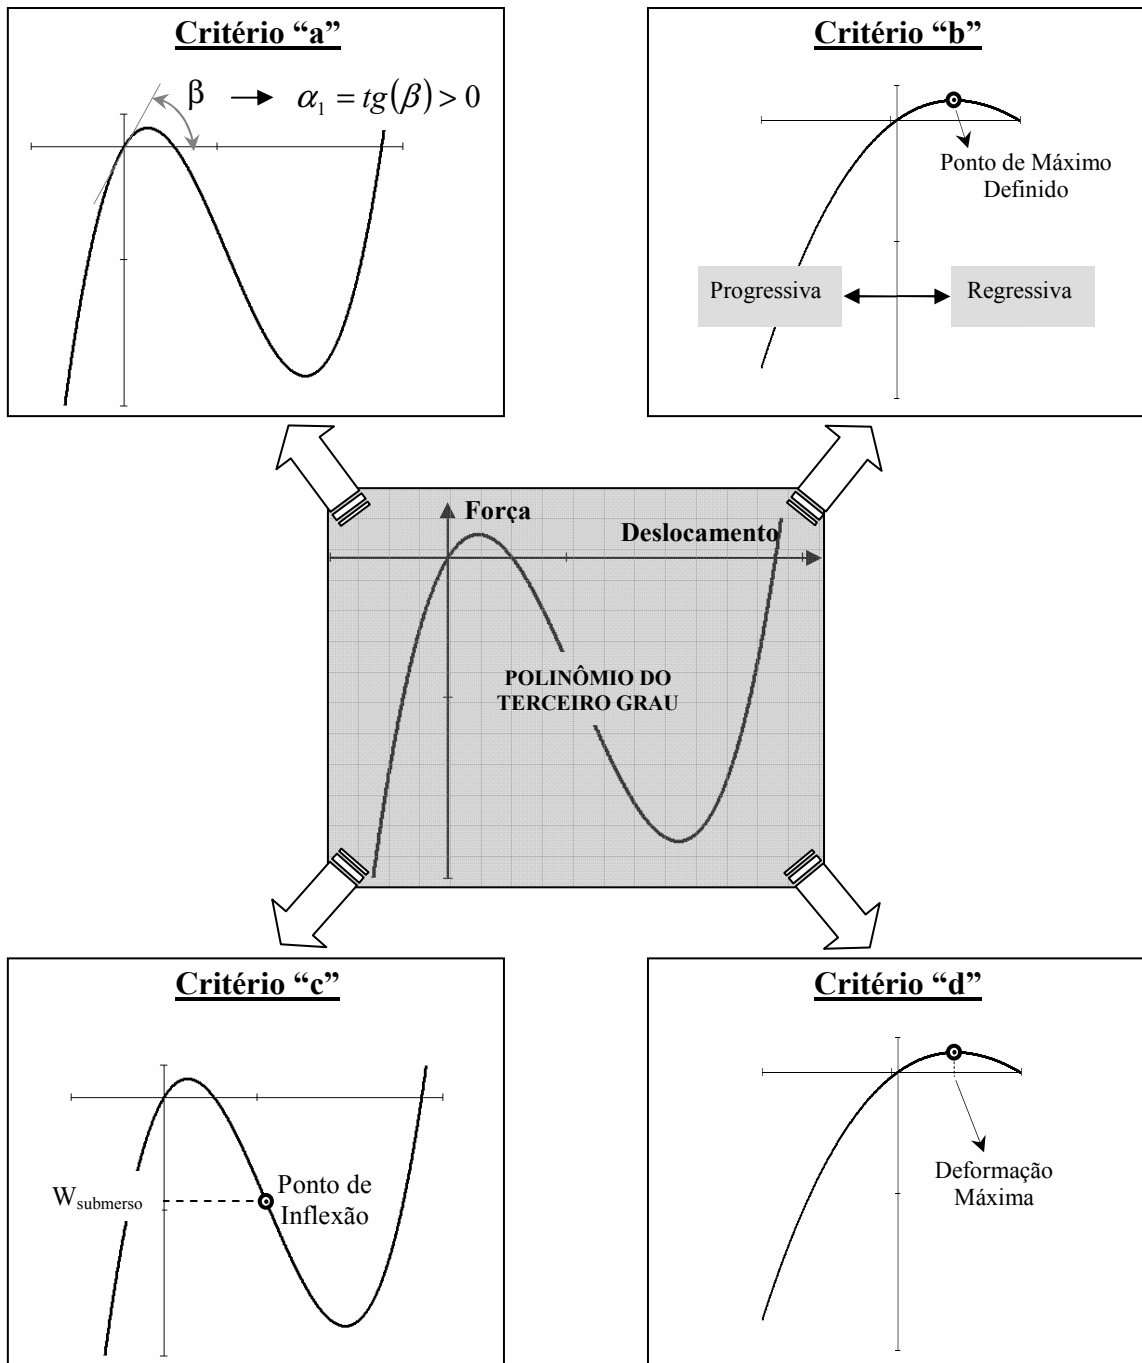 Critério “a”
β → α₁ = tg(β) > 0
Critério “b”
Ponto de Máximo
Definido
Progressiva
Regressiva
Força
Deslocamento
POLINÔMIO DO
TERCEIRO GRAU
Critério “c”
Ponto de
Inflexão
W submerso
Critério “d”
Deformação
Máxima